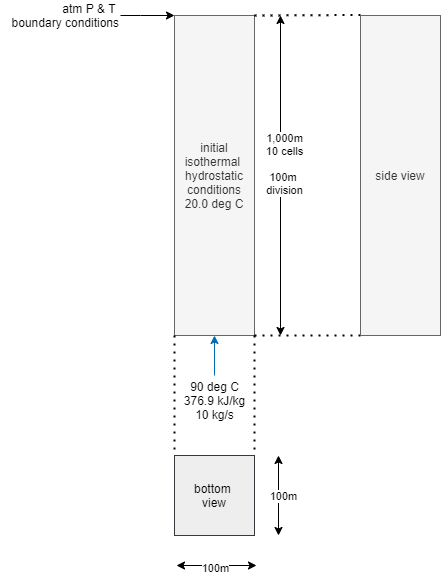 atm P & T
boundary conditions
initial
isothermal
hydrostatic
conditions
20.0 deg C
1,000m
10 cells
100m
division
side view
90 deg C
376.9 kJ/kg
10 kg/s
bottom
view
100m
100m